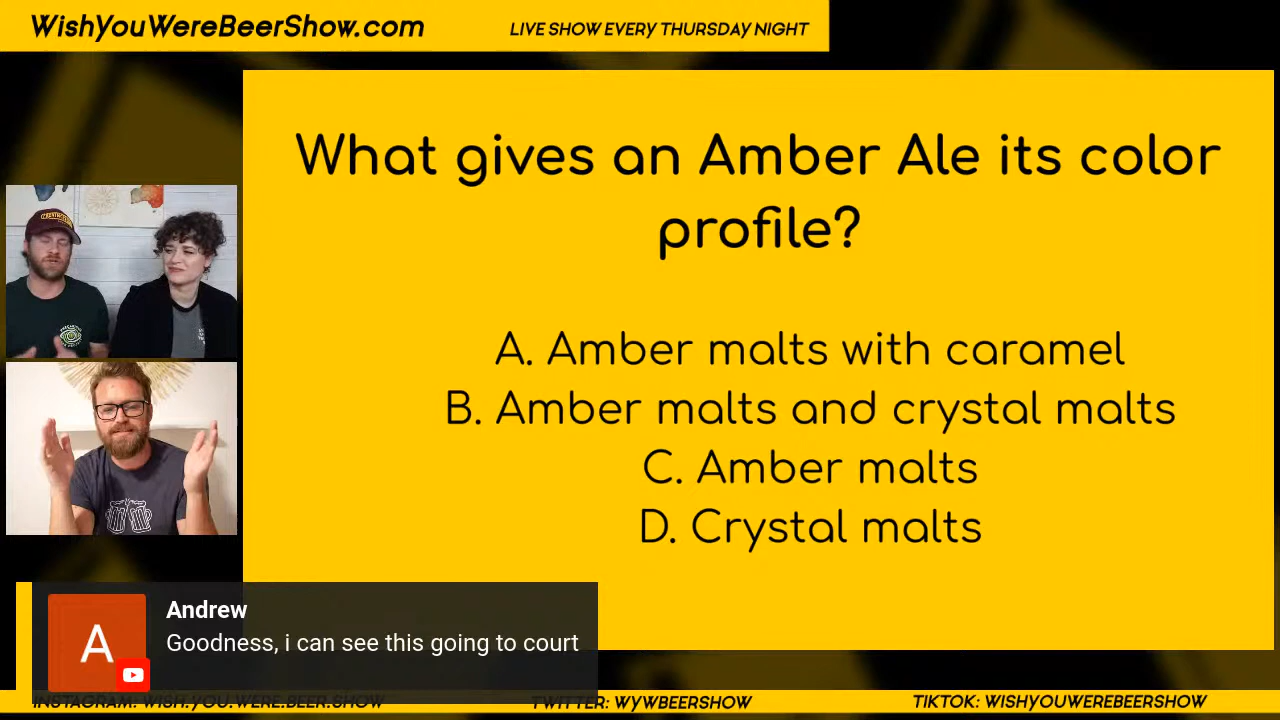 WishYouWereBeerShow.com
LIVE SHOW EVERY THURSDAY NIGHT
What gives an Amber Ale its color
profile?
A. Amber malts with caramel
B. Amber malts and crystal malts
C. Amber malts
D. Crystal malts
A
Andrew
Goodness, i can see this going to court
INSTAGRAM: WISH.YOU.WERE.BEER.SHOW
TWITTER: WYWBEERSHOW
TIKTOK: WISHYOUWEREBEERSHOW